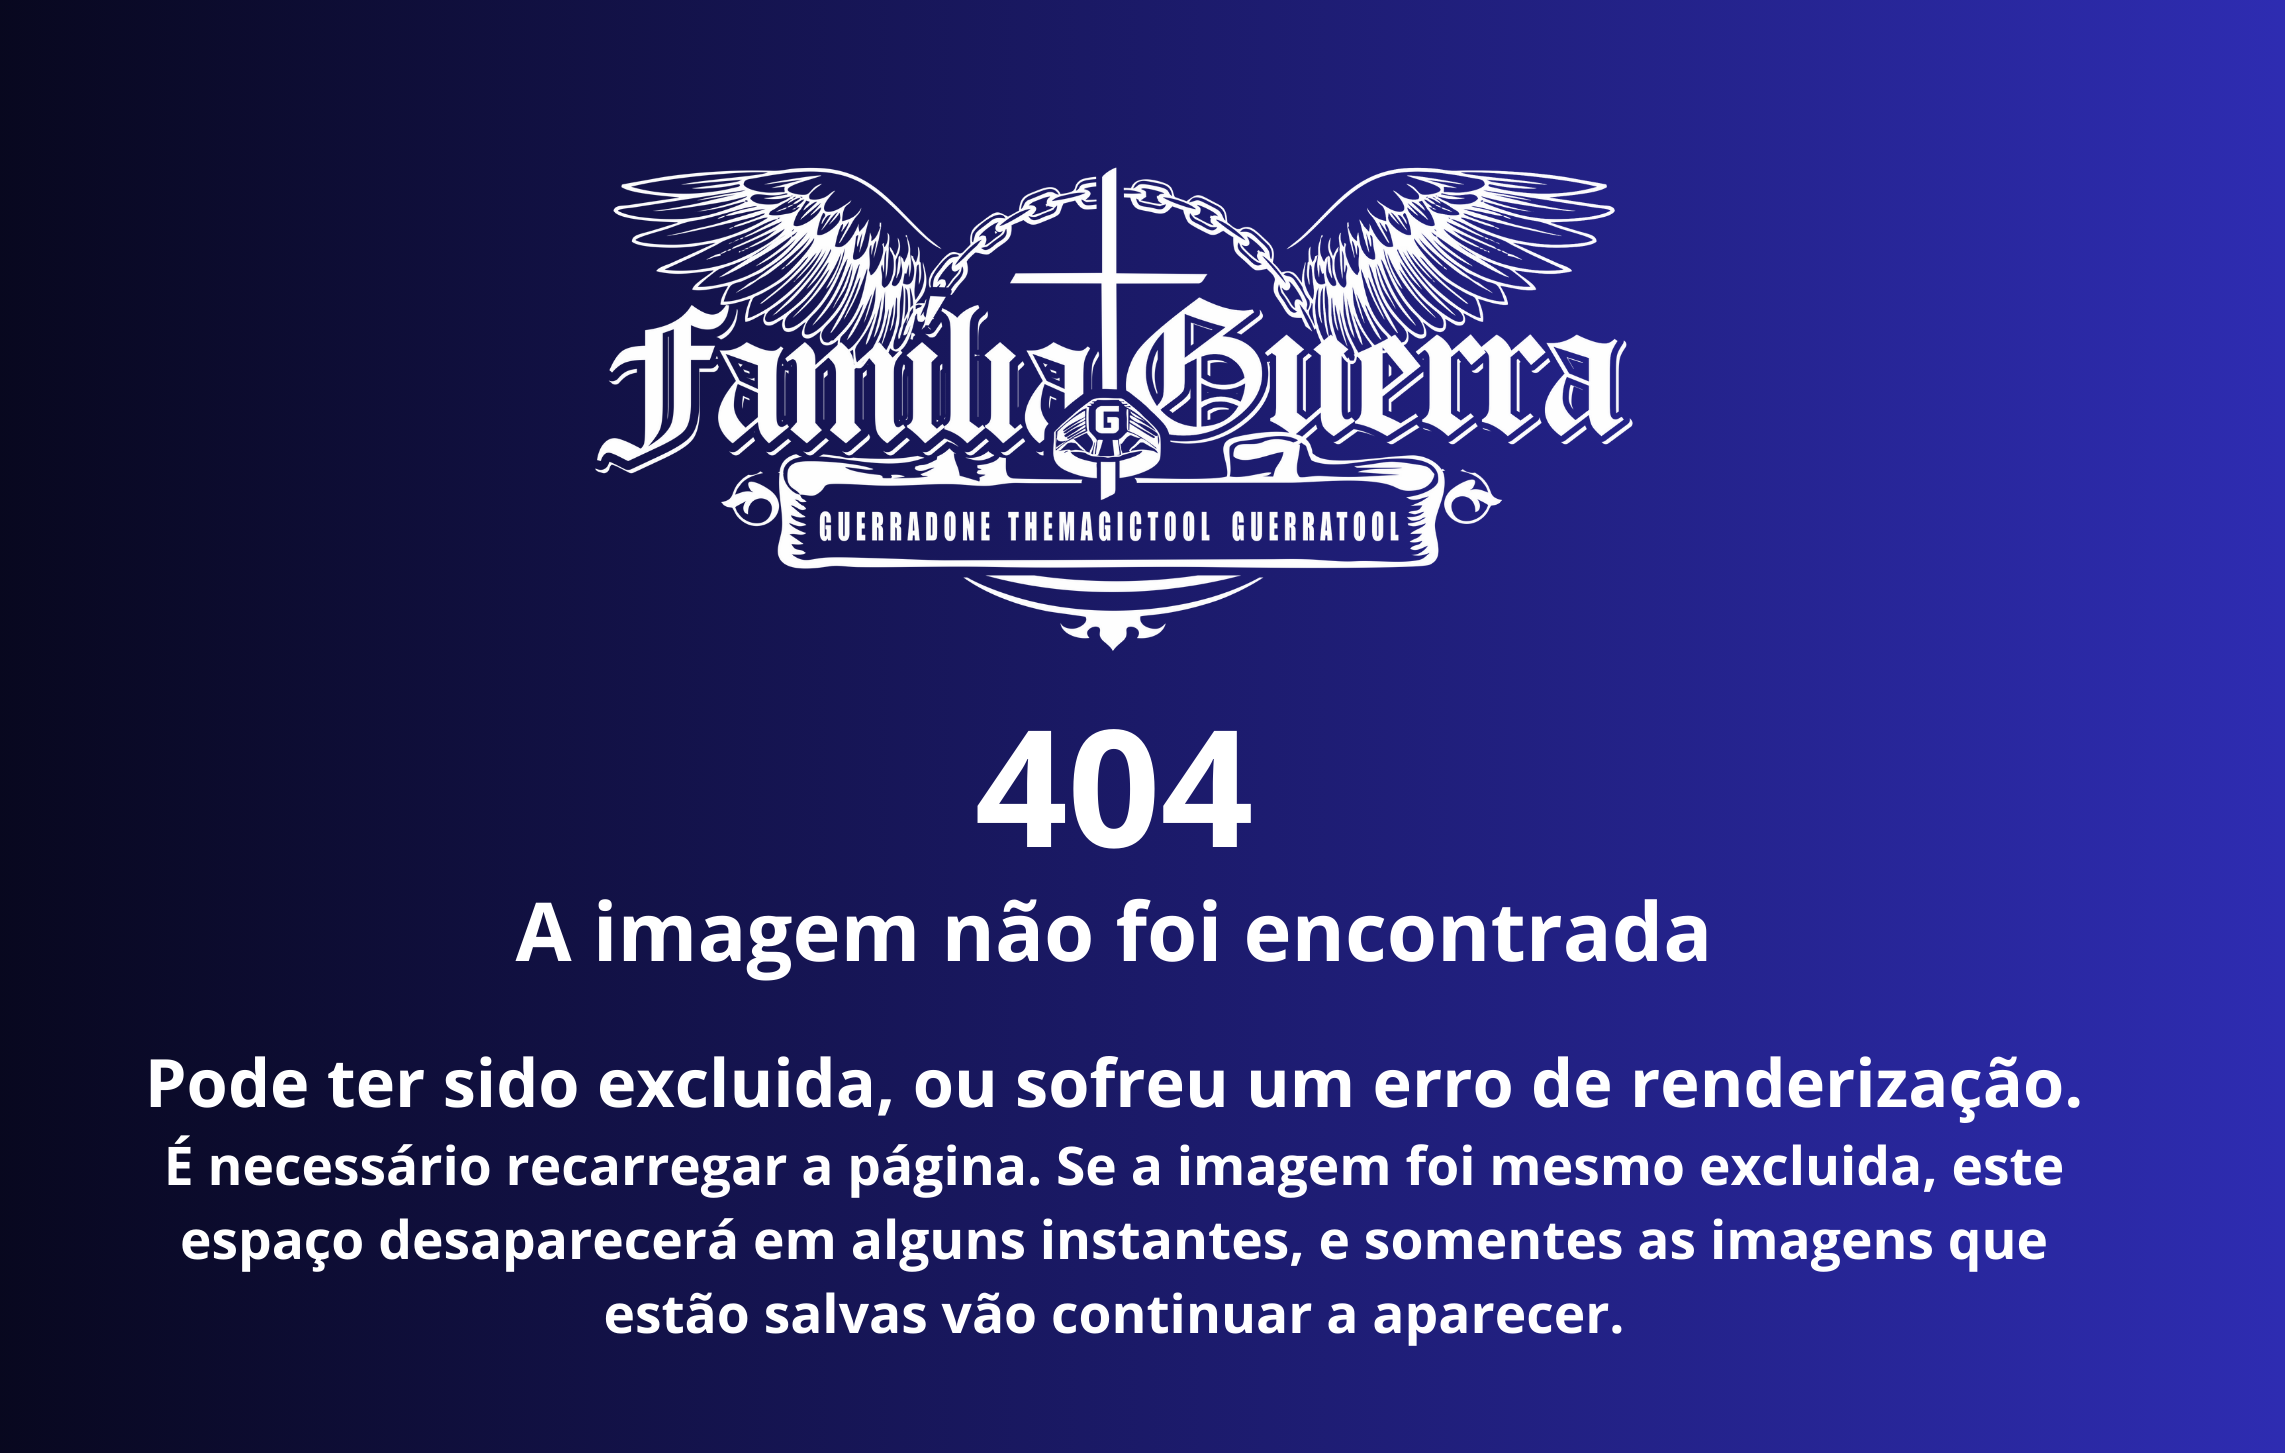 Família Guerra
G
GUERRADONE THEMAGICTOOL GUERRATOOL
404
A imagem não foi encontrada
Pode ter sido excluida, ou sofreu um erro de renderização.
É necessário recarregar a página. Se a imagem foi mesmo excluida, este
espaço desaparecerá em alguns instantes, e somentes as imagens que
estão salvas vão continuar a aparecer.